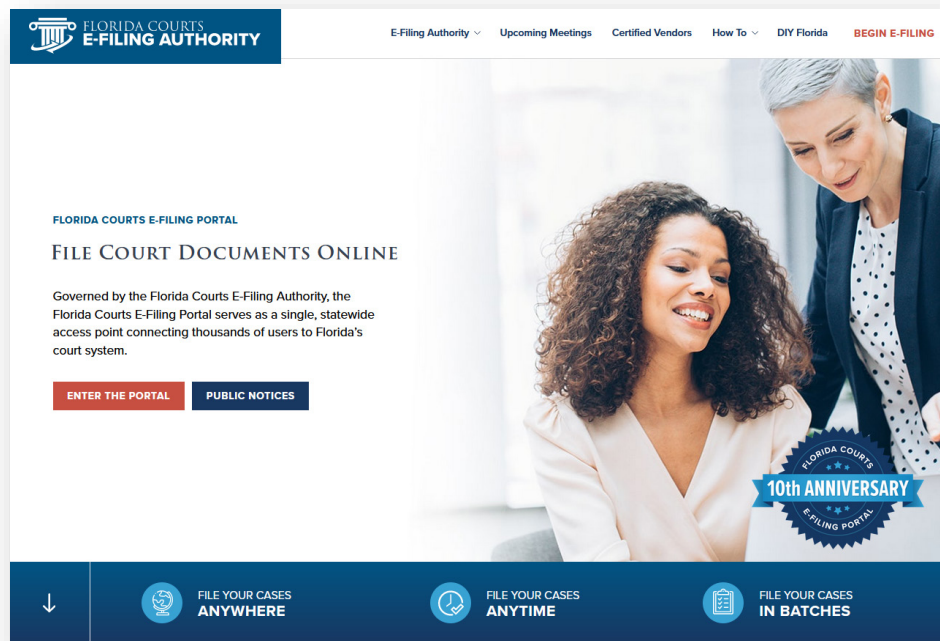 FLORIDA COURTS
E-FILING AUTHORITY
E-Filing Authority
Upcoming Meetings
Certified Vendors
How To
DIY Florida
BEGIN E-FILING
FLORIDA COURTS E-FILING PORTAL
FILE COURT DOCUMENTS ONLINE
Governed by the Florida Courts E-Filing Authority, the
Florida Courts E-Filing Portal serves as a single, statewide
access point connecting thousands of users to Florida's
court system.
ENTER THE PORTAL
PUBLIC NOTICES
FLORIDA COURTS
10th ANNIVERSARY
E-FILING PORTAL
FILE YOUR CASES
ANYWHERE
FILE YOUR CASES
ANYTIME
FILE YOUR CASES
IN BATCHES